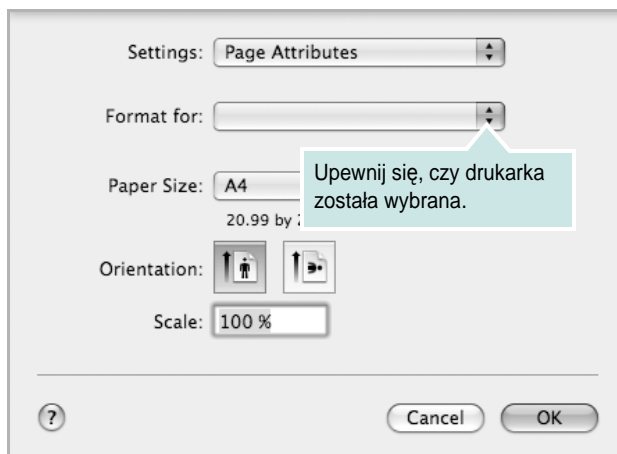 Settings: Page Attributes
Format for:
Upewnij się, czy drukarka
została wybrana.
Paper Size: A4
20.99 by
Orientation:
Scale: 100 %
? Cancel OK